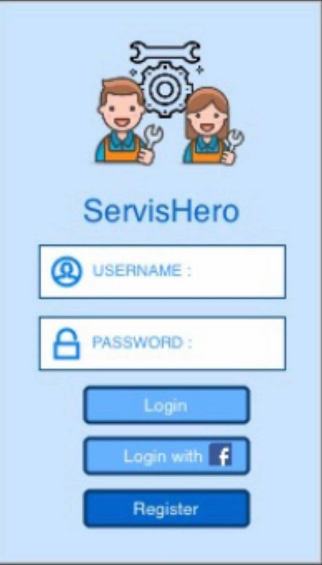 ServisHero
USERNAME :
PASSWORD :
Login
Login with f
Register